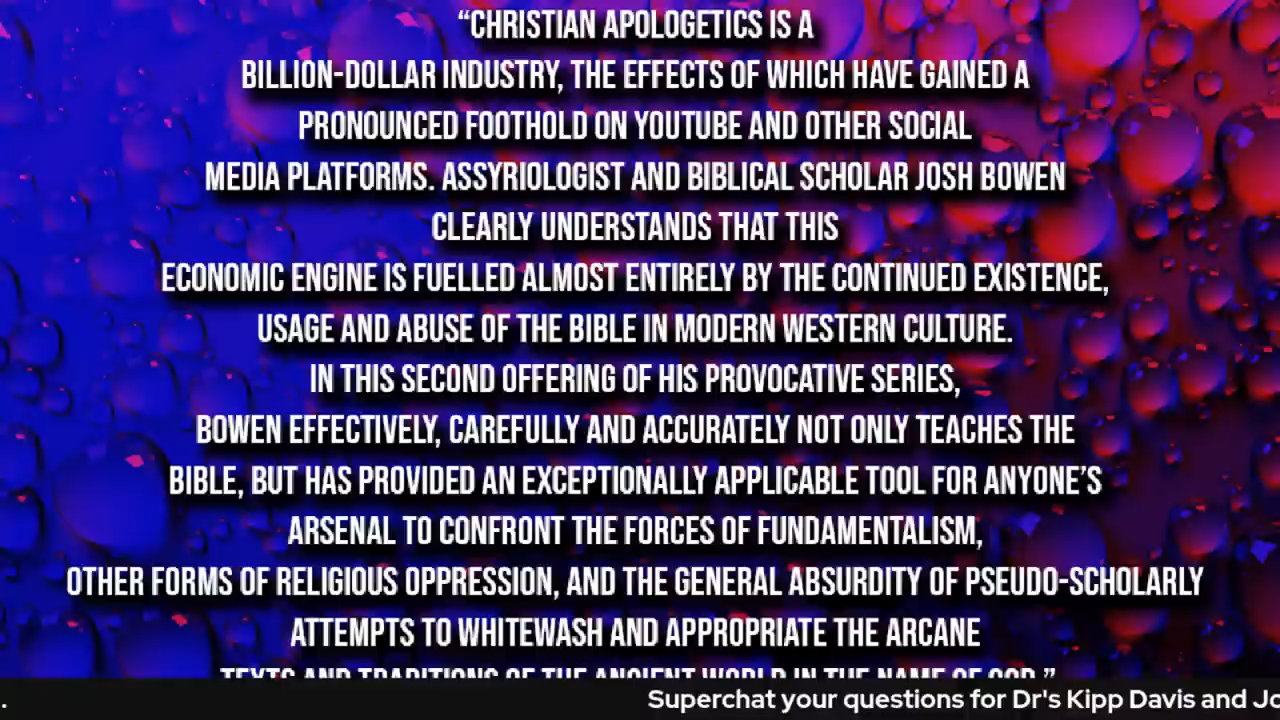 “CHRISTIAN APOLOGETICS IS A
BILLION-DOLLAR INDUSTRY, THE EFFECTS OF WHICH HAVE GAINED A
PRONOUNCED FOOTHOLD ON YOUTUBE AND OTHER SOCIAL
MEDIA PLATFORMS. ASSYRIOLOGIST AND BIBLICAL SCHOLAR JOSH BOWEN
CLEARLY UNDERSTANDS THAT THIS
ECONOMIC ENGINE IS FUELLED ALMOST ENTIRELY BY THE CONTINUED EXISTENCE,
USAGE AND ABUSE OF THE BIBLE IN MODERN WESTERN CULTURE.
IN THIS SECOND OFFERING OF HIS PROVOCATIVE SERIES,
BOWEN EFFECTIVELY, CAREFULLY AND ACCURATELY NOT ONLY TEACHES THE
BIBLE, BUT HAS PROVIDED AN EXCEPTIONALLY APPLICABLE TOOL FOR ANYONE’S
ARSENAL TO CONFRONT THE FORCES OF FUNDAMENTALISM,
OTHER FORMS OF RELIGIOUS OPPRESSION, AND THE GENERAL ABSURDITY OF PSEUDO-SCHOLARLY
ATTEMPTS TO WHITEWASH AND APPROPRIATE THE ARCANE
TEXTS AND TRADITIONS OF THE ANCIENT WORLD IN THE NAME OF GOD.”
. Superchat your questions for Dr's Kipp Davis and Jo